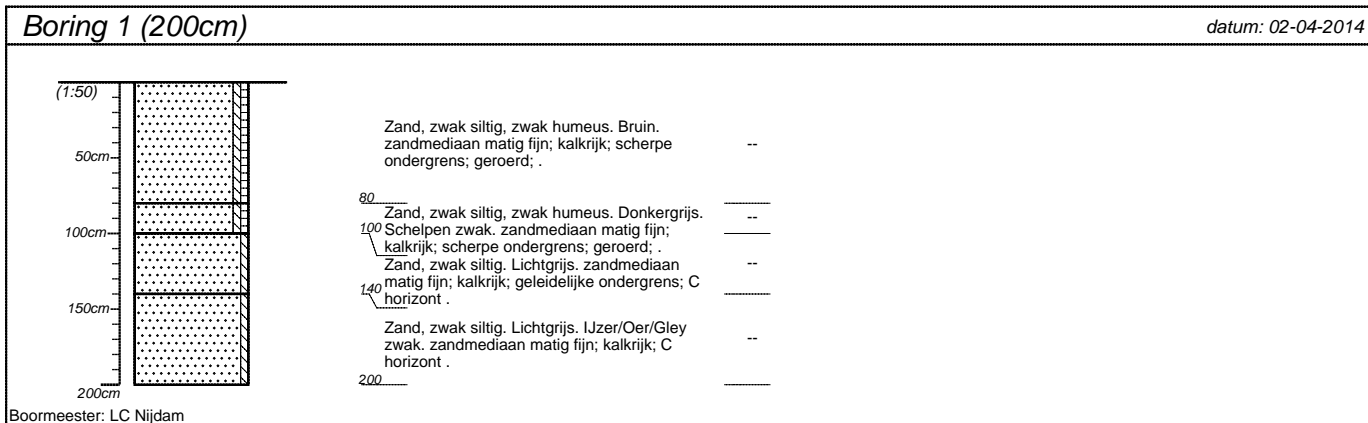 Boring 1 (200cm)
datum: 02-04-2014
(1:50)
50cm
100cm
150cm
200cm
Zand, zwak siltig, zwak humeus. Bruin.
zandmediaan matig fijn; kalkrijk; scherpe
ondergrens; geroerd; .
--
80
Zand, zwak siltig, zwak humeus. Donkergrijs.
Schelpen zwak. zandmediaan matig fijn;
kalkrijk; scherpe ondergrens; geroerd; .
--
100
Zand, zwak siltig. Lichtgrijs. zandmediaan
matig fijn; kalkrijk; geleidelijke ondergrens; C
horizont .
--
140
Zand, zwak siltig. Lichtgrijs. IJzer/Oer/Gley
zwak. zandmediaan matig fijn; kalkrijk; C
horizont .
--
200
Boormeester: LC Nijdam